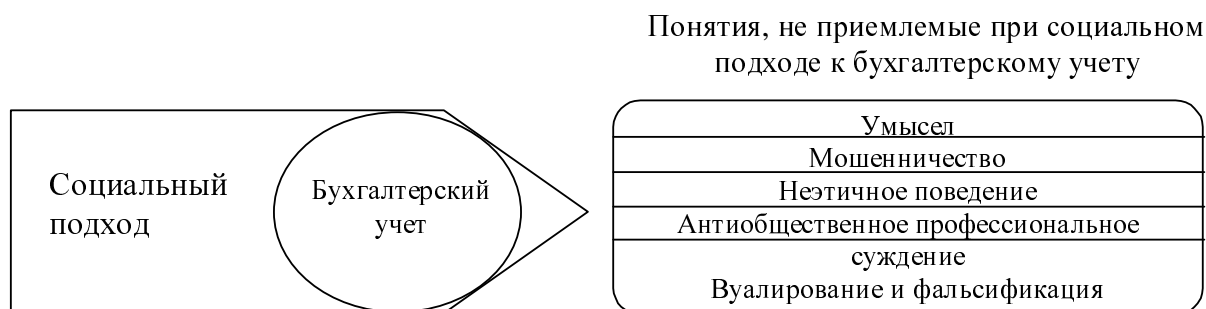 Понятия, не приемлемые при социальном
подходе к бухгалтерскому учету
Социальный
подход
Бухгалтерский
учет
Умысел
Мошенничество
Неэтичное поведение
Антиобщественное профессиональное
суждение
Вуалирование и фальсификация